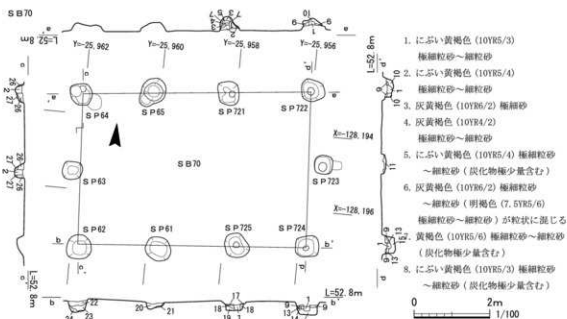 SB70
L=52.8m
Y=-25,962
Y=-25,960
Y=-25,958
Y=-25,956
L=52.8m
SP64
SP65
SP721
SP722
X=-128,194
SB70
SP63
SP723
X=-128,196
SP62
SP61
SP725
SP724
L=52.8m
L=52.8m
1. にぶい黄褐色 (10YR5/3)
極細粒砂~細粒砂
2. にぶい黄褐色 (10YR5/4)
極細粒砂~細粒砂
3. 灰黄褐色 (10YR6/2) 極細砂
4. 灰黄褐色 (10YR4/2)
極細粒砂~細粒砂
5. にぶい黄褐色 (10YR5/4) 極細粒砂
~細粒砂 (炭化物極少量含む)
6. 灰黄褐色 (10YR6/2) 極細粒砂
~細粒砂 (明褐色 (7.5YR5/6)
極細粒砂~細粒砂) が粒状に混じる
7. 黄褐色 (10YR5/6) 極細粒砂~細粒砂
(炭化物極少量含む)
8. にぶい黄褐色 (10YR5/3) 極細粒砂
~細粒砂 (炭化物極少量含む)
0 2m
1/100